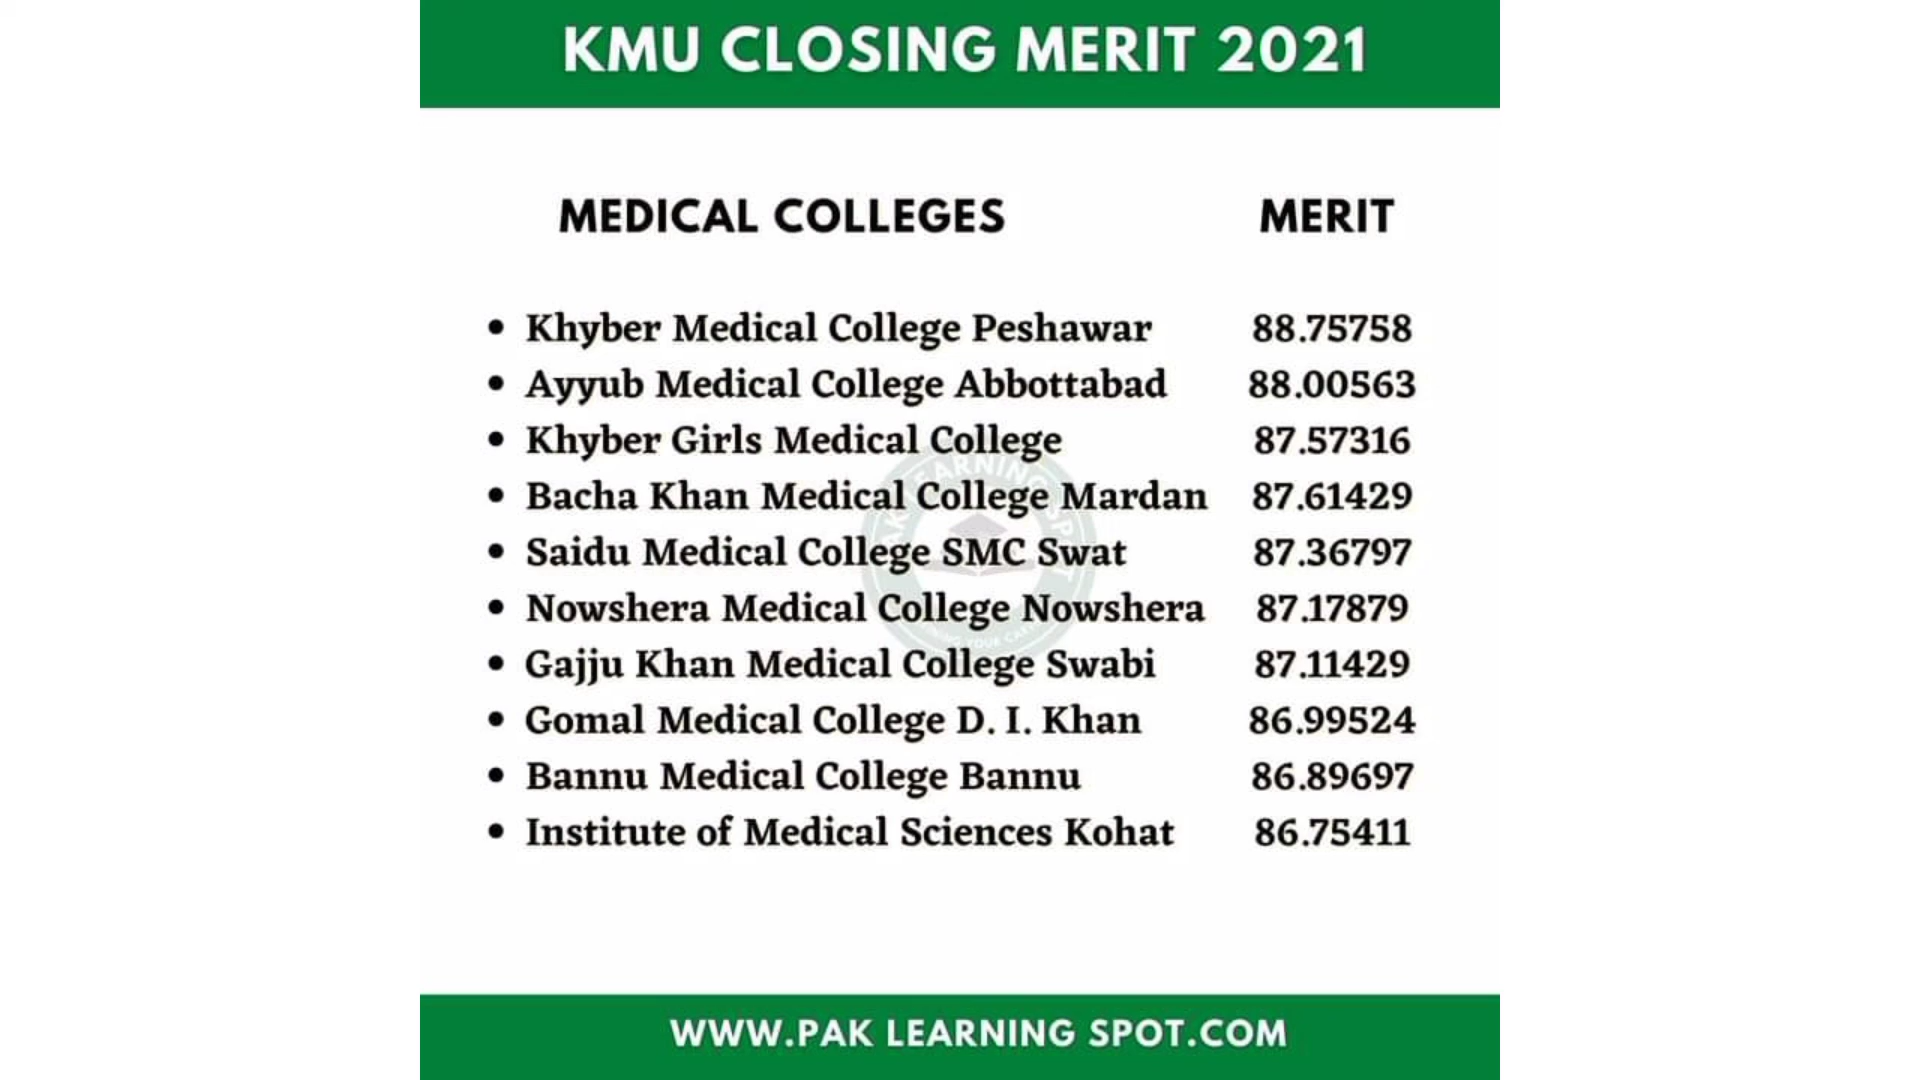 KMU CLOSING MERIT 2021
MEDICAL COLLEGES MERIT
• Khyber Medical College Peshawar 88.75758
• Ayyub Medical College Abbottabad 88.00563
• Khyber Girls Medical College 87.57316
• Bacha Khan Medical College Mardan 87.61429
• Saidu Medical College SMC Swat 87.36797
• Nowshera Medical College Nowshera 87.17879
• Gajju Khan Medical College Swabi 87.11429
• Gomal Medical College D. I. Khan 86.99524
• Bannu Medical College Bannu 86.89697
• Institute of Medical Sciences Kohat 86.75411
PAK LEARNING SPOT
WWW.PAK LEARNING SPOT.COM